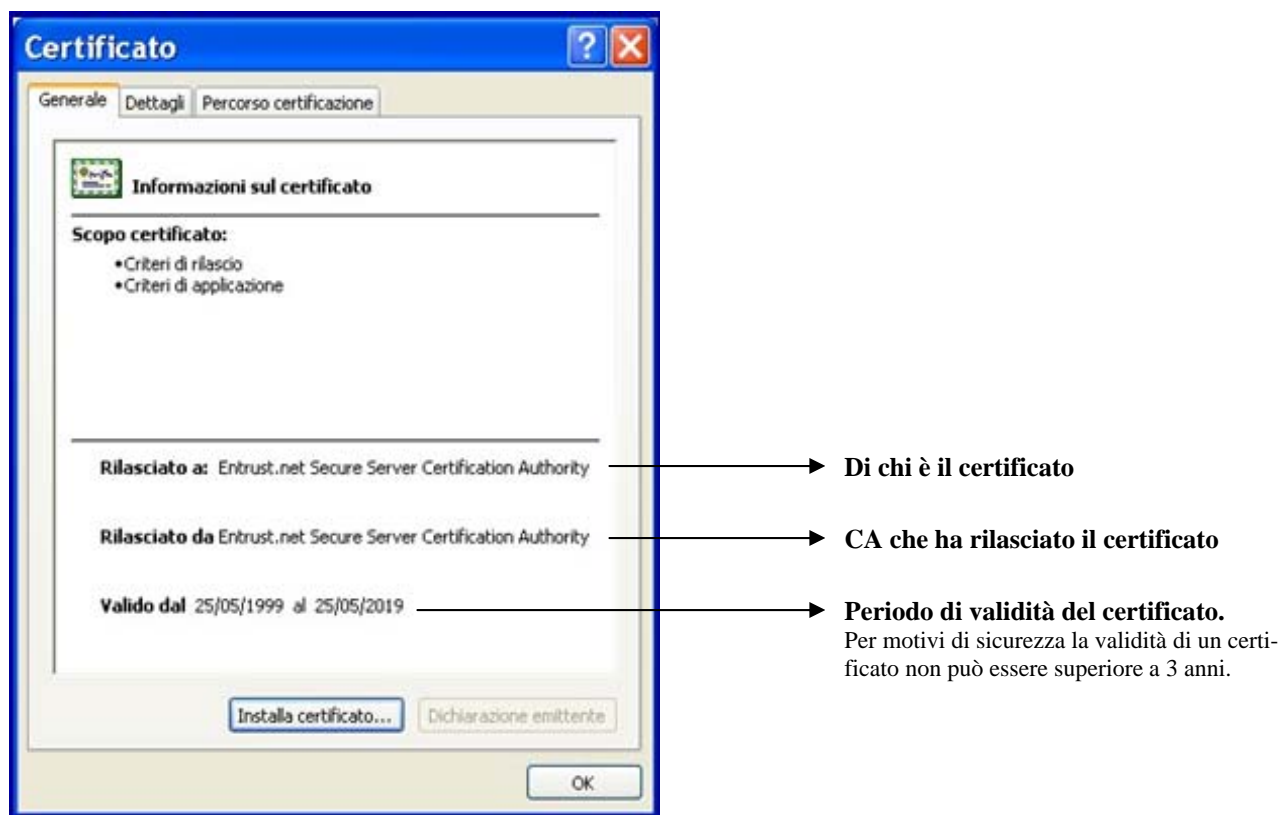 Certificato
Generale Dettagli Percorso certificazione
Informazioni sul certificato
Scopo certificato:
•Criteri di rilascio
•Criteri di applicazione
Rilasciato a: Entrust.net Secure Server Certification Authority
Di chi è il certificato
Rilasciato da Entrust.net Secure Server Certification Authority
CA che ha rilasciato il certificato
Valido dal 25/05/1999 al 25/05/2019
Periodo di validità del certificato.
Per motivi di sicurezza la validità di un certi-
ficato non può essere superiore a 3 anni.
Installa certificato... Dichiarazione emittente
OK